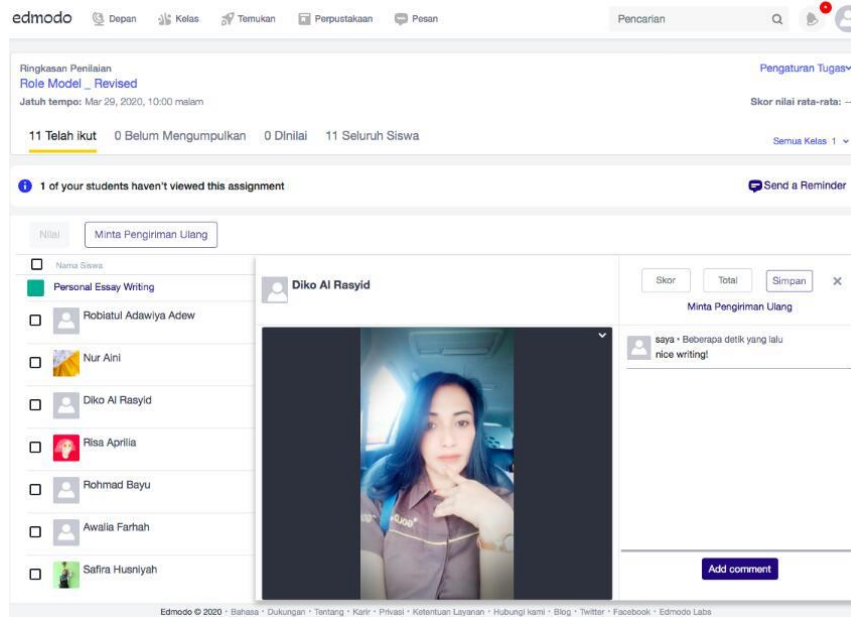 edmodo Depan Kelas Temukan Perpustakaan Pesan Pencarian
Ringkasan Penilaian
Pengaturan Tugas
Role Model _ Revised
Jatuh tempo: Mar 29, 2020, 10:00 malam
Skor nilai rata-rata: --
11 Telah ikut 0 Belum Mengumpulkan 0 DInilai 11 Seluruh Siswa
Semua Kelas 1
1 of your students haven't viewed this assignment
Send a Reminder
Nilai Minta Pengiriman Ulang
Nama Siswa
Personal Essay Writing
Robiatul Adawiya Adew
Nur Aini
Diko Al Rasyid
Risa Aprilia
Rohmad Bayu
Awalia Farhah
Safira Husniyah
Diko Al Rasyid
Skor Total Simpan
Minta Pengiriman Ulang
saya • Beberapa detik yang lalu
nice writing!
Add comment
Edmodo © 2020 • Bahasa • Dukungan • Tentang • Karir • Privasi • Ketentuan Layanan • Hubungi kami • Blog • Twitter • Facebook • Edmodo Labs